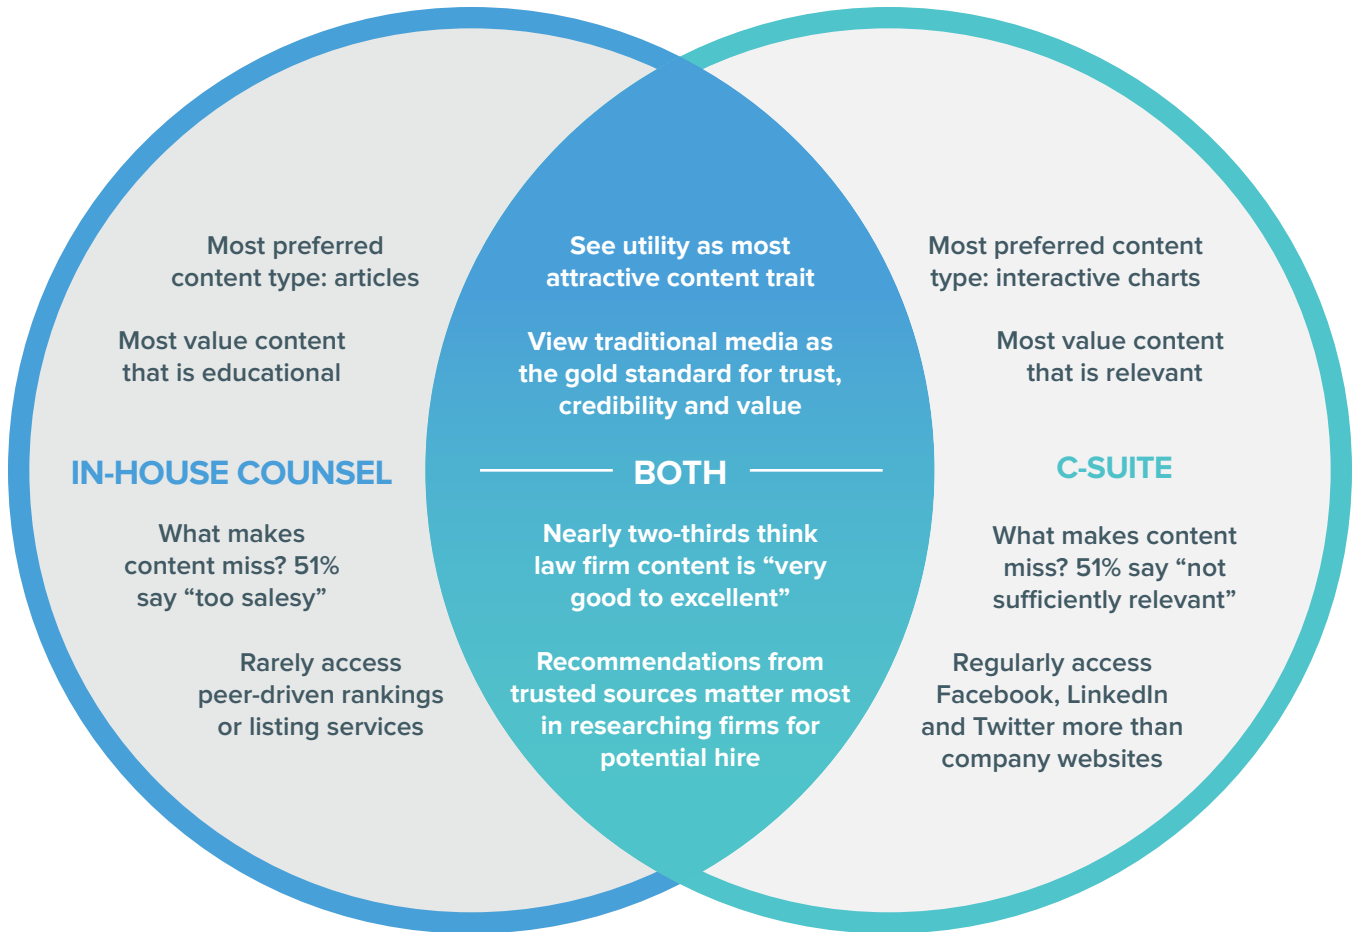 Most preferred
content type: articles
Most value content
that is educational
IN-HOUSE COUNSEL
What makes
content miss? 51%
say “too salesy”
Rarely access
peer-driven rankings
or listing services
See utility as most
attractive content trait
View traditional media as
the gold standard for trust,
credibility and value
BOTH
Nearly two-thirds think
law firm content is “very
good to excellent”
Recommendations from
trusted sources matter most
in researching firms for
potential hire
Most preferred content
type: interactive charts
Most value content
that is relevant
C-SUITE
What makes content
miss? 51% say “not
sufficiently relevant”
Regularly access
Facebook, LinkedIn
and Twitter more than
company websites